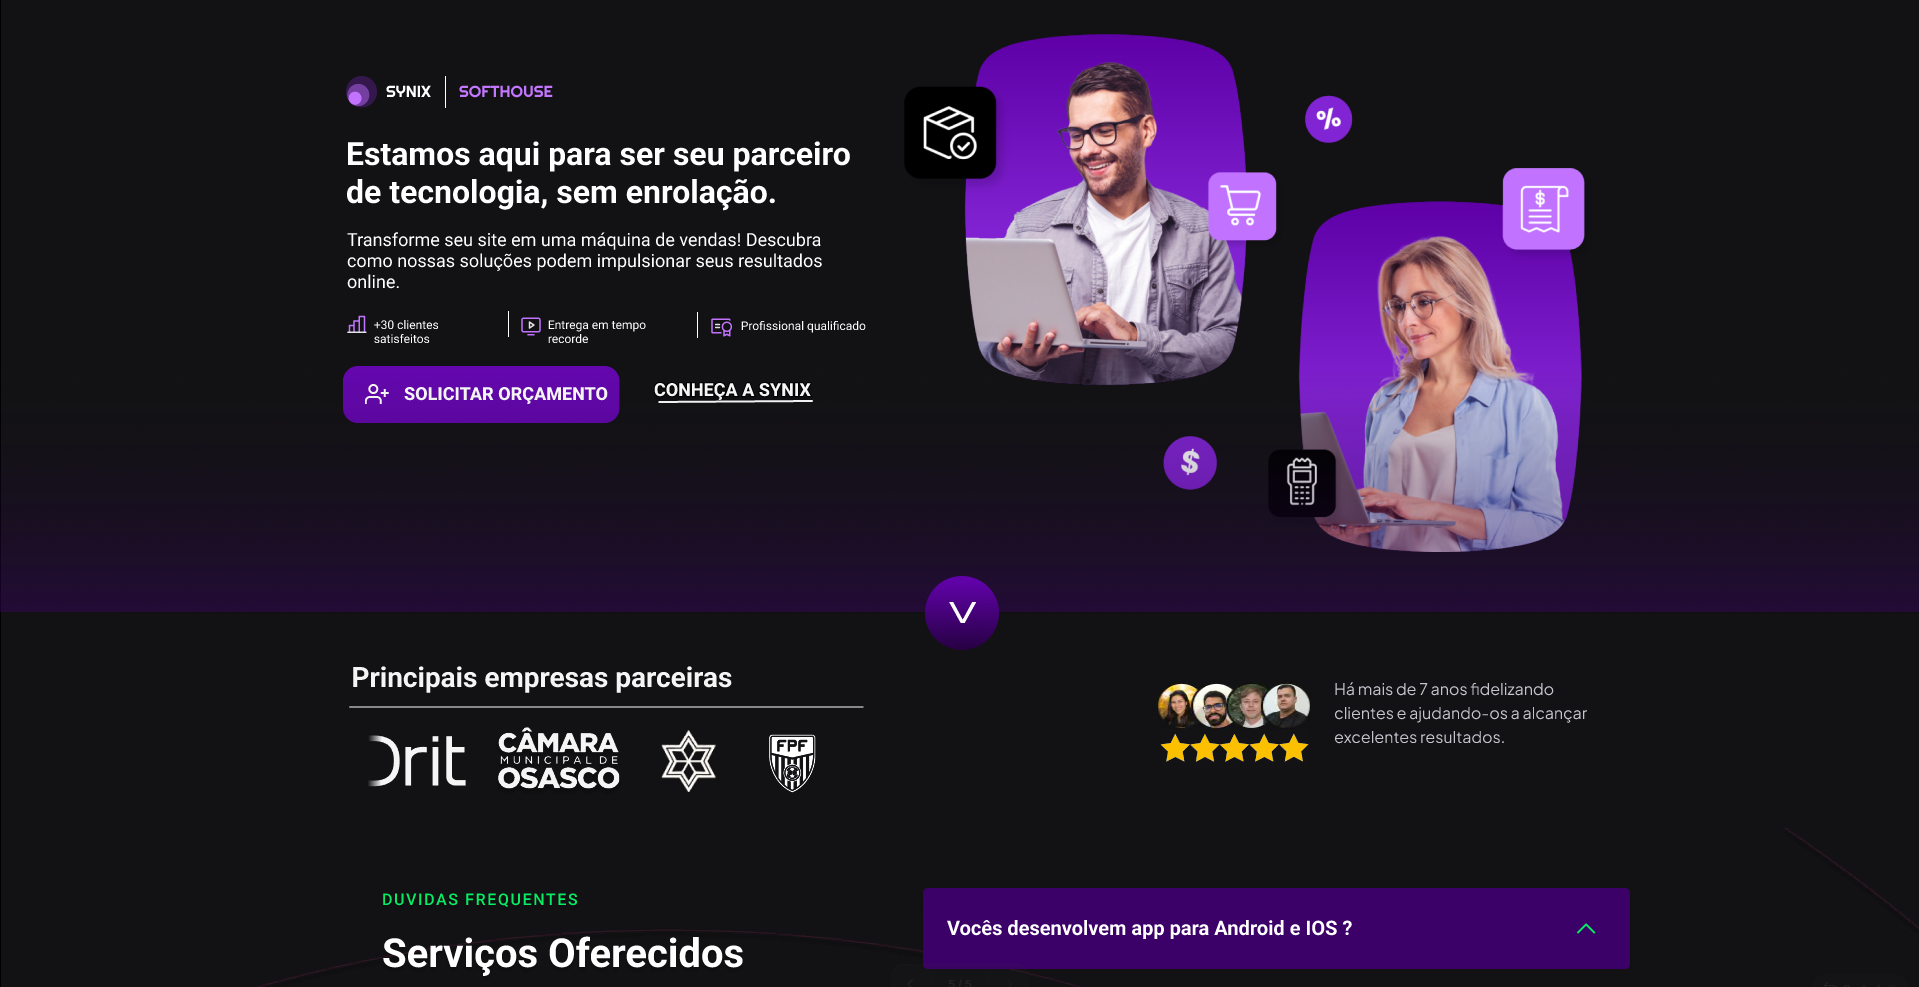 SYNIX
SOFTHOUSE
Estamos aqui para ser seu parceiro
de tecnologia, sem enrolação.
Transforme seu site em uma máquina de vendas! Descubra
como nossas soluções podem impulsionar seus resultados
online.
+30 clientes
satisfeitos
Entrega em tempo
recorde
Profissional qualificado
SOLICITAR ORÇAMENTO
CONHEÇA A SYNIX
%
$
$
V
Principais empresas parceiras
Drit
CÂMARA
MUNICIPAL DE
OSASCO
FPF
Há mais de 7 anos fidelizando
clientes e ajudando-os a alcançar
excelentes resultados.
DUVIDAS FREQUENTES
Serviços Oferecidos
Vocês desenvolvem app para Android e IOS ?